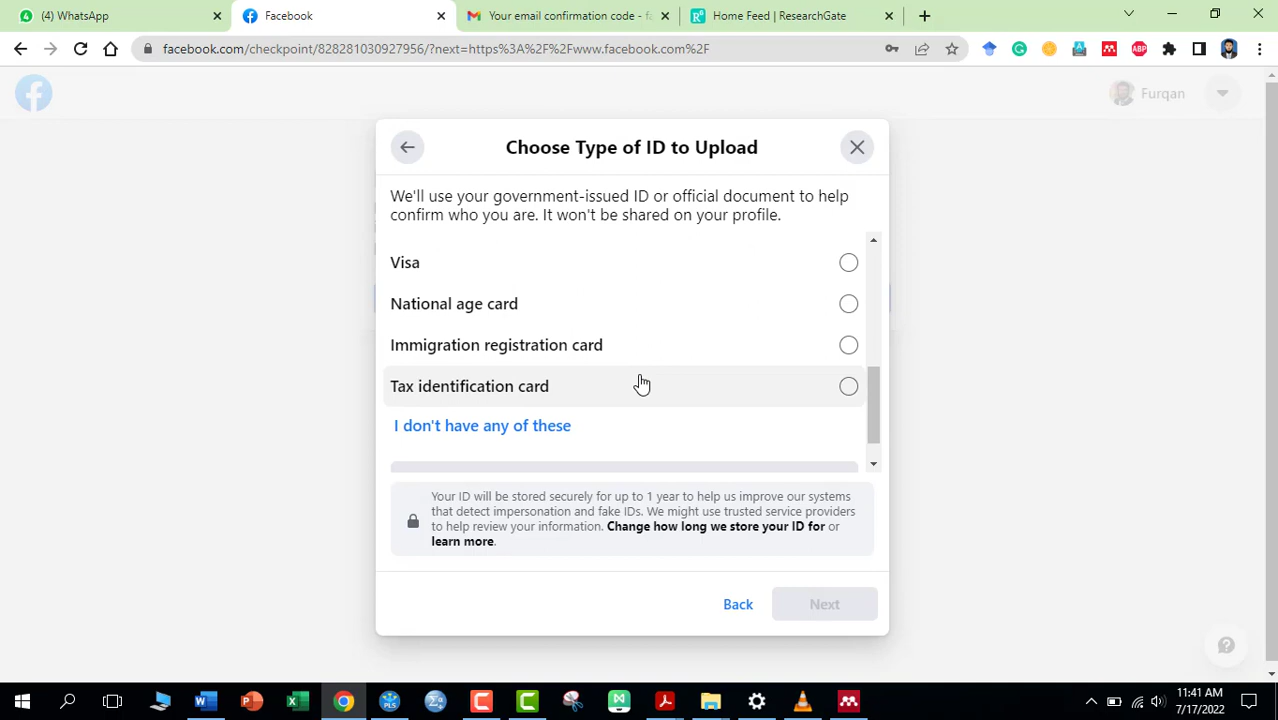 (4) WhatsApp
Facebook
Your email confirmation code - fa
Home Feed | ResearchGate
facebook.com/checkpoint/828281030927956/?next=https%3A%2F%2Fwww.facebook.com%2F
Furqan
Choose Type of ID to Upload
We'll use your government-issued ID or official document to help
confirm who you are. It won't be shared on your profile.
Visa
National age card
Immigration registration card
Tax identification card
I don't have any of these
Your ID will be stored securely for up to 1 year to help us improve our systems
that detect impersonation and fake IDs. We might use trusted service providers
to help review your information. Change how long we store your ID for or
learn more.
Back
Next
11:41 AM
7/17/2022